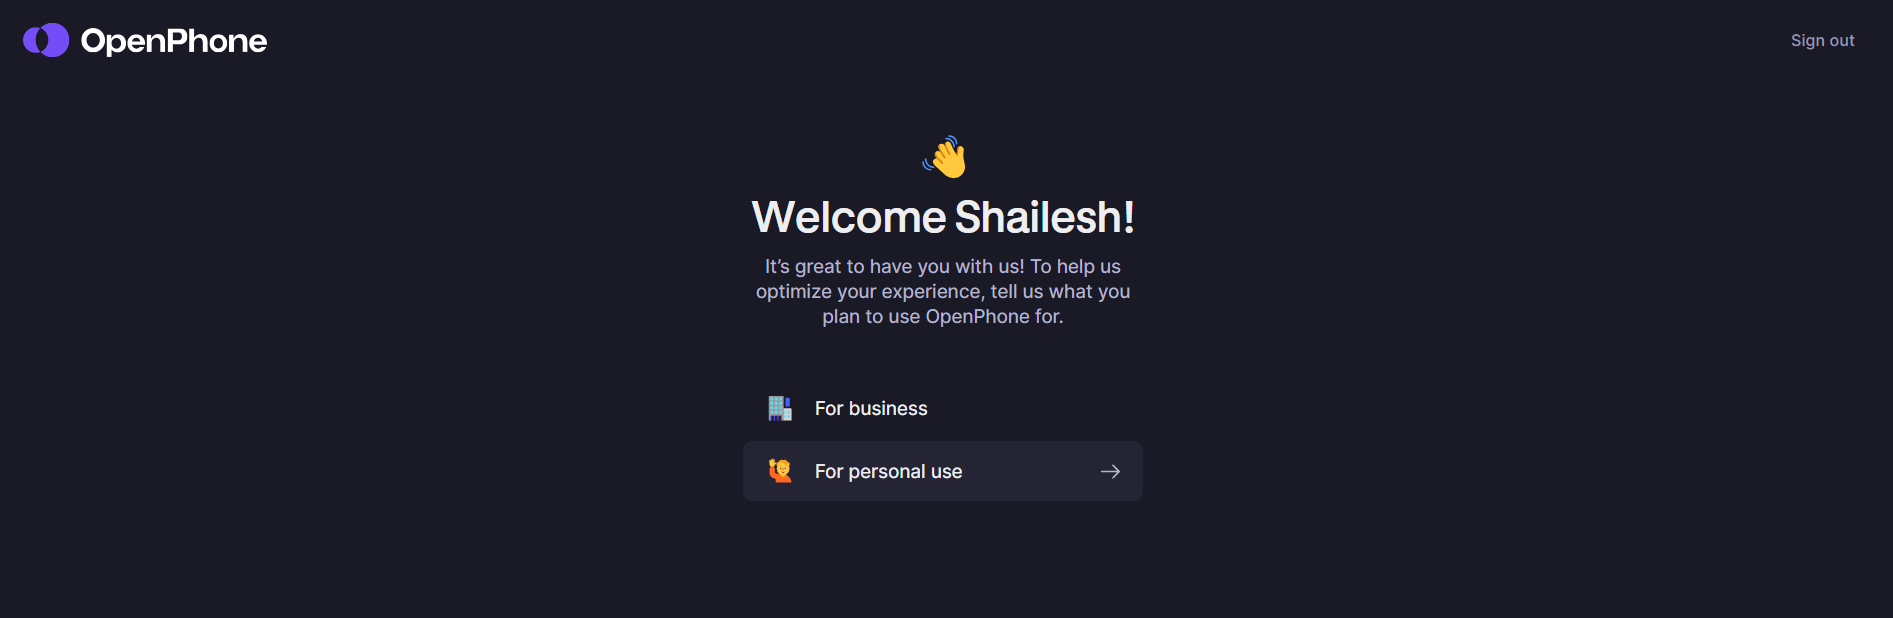 OpenPhone
Sign out
Welcome Shailesh!
It’s great to have you with us! To help us
optimize your experience, tell us what you
plan to use OpenPhone for.
For business
For personal use